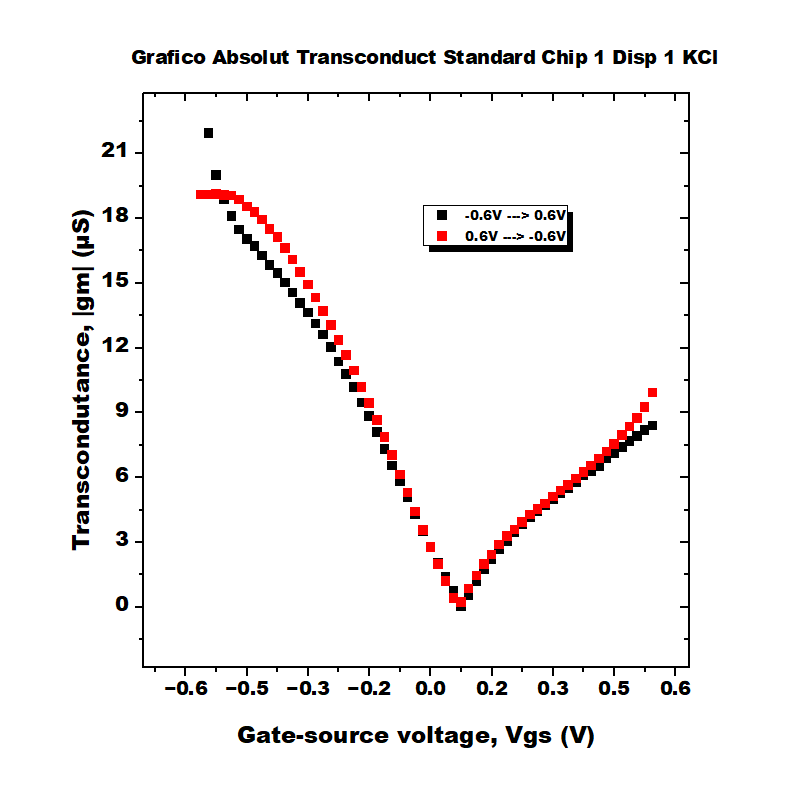 Grafico Absolut Transconduct Standard Chip 1 Disp 1 KCl
-0.6V ---> 0.6V
0.6V ---> -0.6V
Transcondutance, |gm| (µS)
21
18
15
12
9
6
3
0
−0.6 −0.5 −0.3 −0.2 0.0 0.2 0.3 0.5 0.6
Gate-source voltage, Vgs (V)